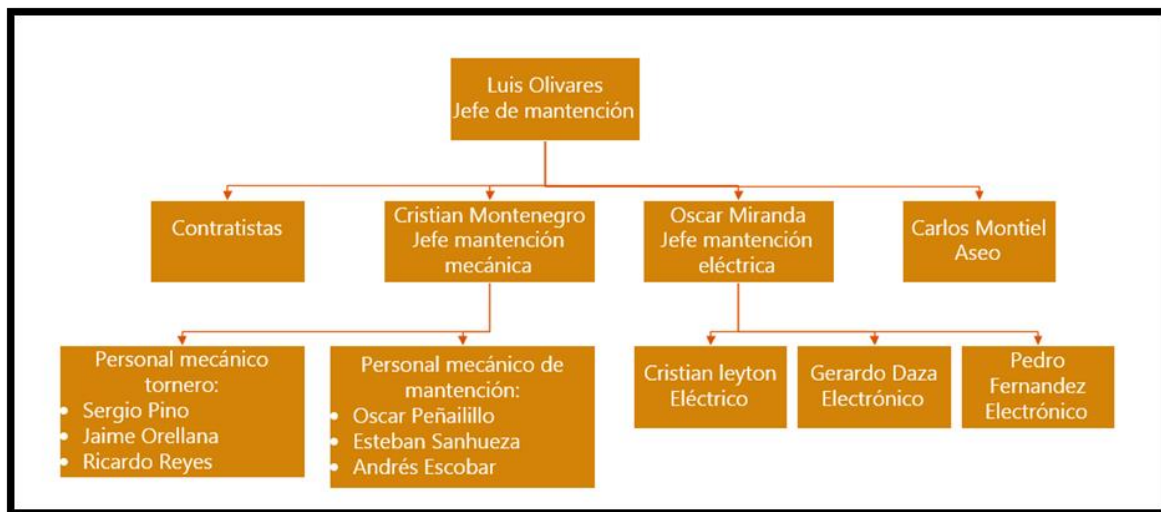 Luis Olivares
Jefe de mantención
Contratistas
Cristian Montenegro
Jefe mantención
mecánica
Oscar Miranda
Jefe mantención
eléctrica
Carlos Montiel
Aseo
Personal mecánico
tornero:
• Sergio Pino
• Jaime Orellana
• Ricardo Reyes
Personal mecánico de
mantención:
• Oscar Peñailillo
• Esteban Sanhueza
• Andrés Escobar
Cristian leyton
Eléctrico
Gerardo Daza
Electrónico
Pedro
Fernandez
Electrónico